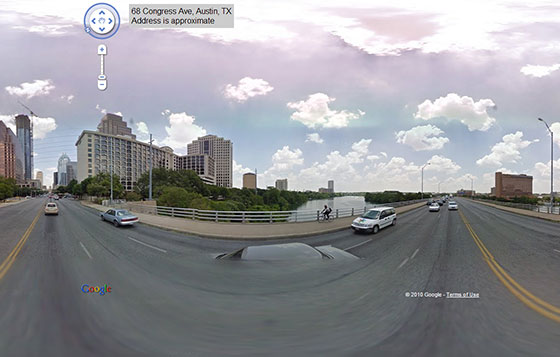 68 Congress Ave, Austin, TX
Address is approximate
Google
© 2010 Google - Terms of Use